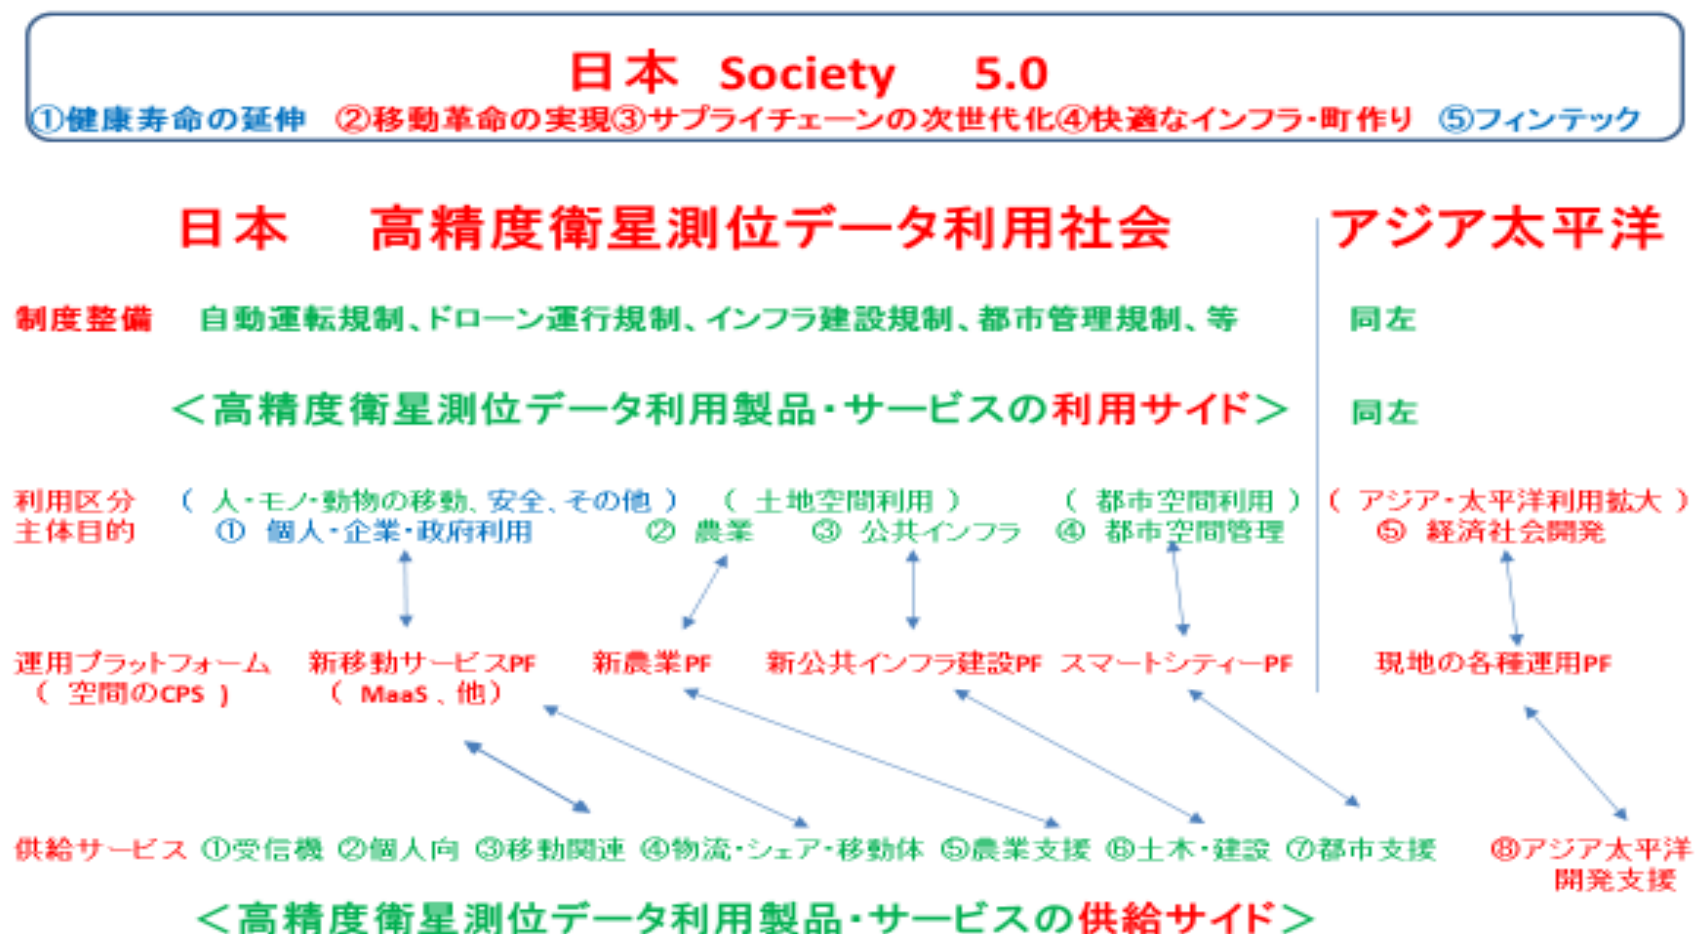 日本 Society 5.0
①健康寿命の延伸 ②移動革命の実現③サプライチェーンの次世代化④快適なインフラ・町作り ⑤フィンテック
日本 高精度衛星測位データ利用社会 アジア太平洋
制度整備 自動運転規制、ドローン運行規制、インフラ建設規制、都市管理規制、等 同左
＜高精度衛星測位データ利用製品・サービスの利用サイド＞ 同左
利用区分 （ 人・モノ・動物の移動、安全、その他 ） （ 土地空間利用 ） （ 都市空間利用 ） （ アジア・太平洋利用拡大 ）
主体目的 ① 個人・企業・政府利用 ② 農業 ③ 公共インフラ ④ 都市空間管理 ⑤ 経済社会開発
運用プラットフォーム 新移動サービスPF 新農業PF 新公共インフラ建設PF スマートシティーPF 現地の各種運用PF
（ 空間のCPS ） （ MaaS 、他）
供給サービス ①受信機 ②個人向 ③移動関連 ④物流・シェア・移動体 ⑤農業支援 ⑥土木・建設 ⑦都市支援 ⑧アジア太平洋
開発支援
＜高精度衛星測位データ利用製品・サービスの供給サイド＞